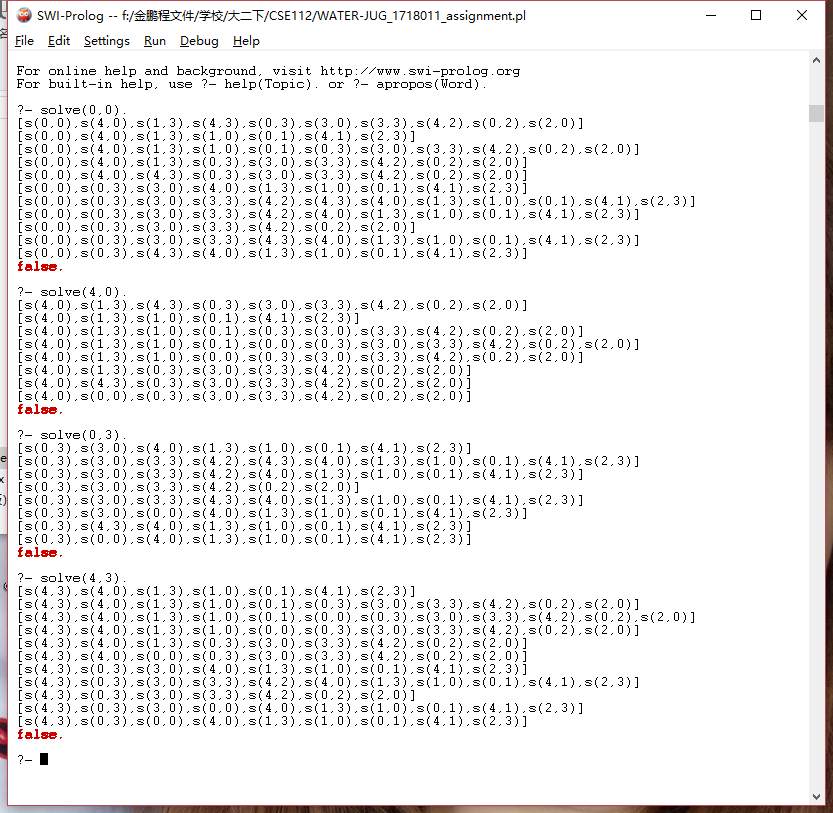 SWI-Prolog -- f:/金鹏程文件/学校/大二下/CSE112/WATER-JUG_1718011_assignment.pl
File Edit Settings Run Debug Help
For online help and background, visit http://www.swi-prolog.org
For built-in help, use ?- help(Topic). or ?- apropos(Word).
?- solve(0,0).
[s(0,0),s(4,0),s(1,3),s(4,3),s(0,3),s(3,0),s(3,3),s(4,2),s(0,2),s(2,0)]
[s(0,0),s(4,0),s(1,3),s(1,0),s(0,1),s(4,1),s(2,3)]
[s(0,0),s(4,0),s(1,3),s(1,0),s(0,1),s(0,3),s(3,0),s(3,3),s(4,2),s(0,2),s(2,0)]
[s(0,0),s(4,0),s(1,3),s(0,3),s(3,0),s(3,3),s(4,2),s(0,2),s(2,0)]
[s(0,0),s(4,0),s(4,3),s(0,3),s(3,0),s(3,3),s(4,2),s(0,2),s(2,0)]
[s(0,0),s(0,3),s(3,0),s(4,0),s(1,3),s(1,0),s(0,1),s(4,1),s(2,3)]
[s(0,0),s(0,3),s(3,0),s(3,3),s(4,2),s(4,3),s(4,0),s(1,3),s(1,0),s(0,1),s(4,1),s(2,3)]
[s(0,0),s(0,3),s(3,0),s(3,3),s(4,2),s(4,0),s(1,3),s(1,0),s(0,1),s(4,1),s(2,3)]
[s(0,0),s(0,3),s(3,0),s(3,3),s(4,2),s(0,2),s(2,0)]
[s(0,0),s(0,3),s(3,0),s(3,3),s(4,3),s(4,0),s(1,3),s(1,0),s(0,1),s(4,1),s(2,3)]
[s(0,0),s(0,3),s(4,3),s(4,0),s(1,3),s(1,0),s(0,1),s(4,1),s(2,3)]
false.
?- solve(4,0).
[s(4,0),s(1,3),s(4,3),s(0,3),s(3,0),s(3,3),s(4,2),s(0,2),s(2,0)]
[s(4,0),s(1,3),s(1,0),s(0,1),s(4,1),s(2,3)]
[s(4,0),s(1,3),s(1,0),s(0,1),s(0,3),s(3,0),s(3,3),s(4,2),s(0,2),s(2,0)]
[s(4,0),s(1,3),s(1,0),s(0,1),s(0,0),s(0,3),s(3,0),s(3,3),s(4,2),s(0,2),s(2,0)]
[s(4,0),s(1,3),s(1,0),s(0,0),s(0,3),s(3,0),s(3,3),s(4,2),s(0,2),s(2,0)]
[s(4,0),s(1,3),s(0,3),s(3,0),s(3,3),s(4,2),s(0,2),s(2,0)]
[s(4,0),s(4,3),s(0,3),s(3,0),s(3,3),s(4,2),s(0,2),s(2,0)]
[s(4,0),s(0,0),s(0,3),s(3,0),s(3,3),s(4,2),s(0,2),s(2,0)]
false.
?- solve(0,3).
[s(0,3),s(3,0),s(4,0),s(1,3),s(1,0),s(0,1),s(4,1),s(2,3)]
[s(0,3),s(3,0),s(3,3),s(4,2),s(4,3),s(4,0),s(1,3),s(1,0),s(0,1),s(4,1),s(2,3)]
[s(0,3),s(3,0),s(3,3),s(4,2),s(4,0),s(1,3),s(1,0),s(0,1),s(4,1),s(2,3)]
[s(0,3),s(3,0),s(3,3),s(4,2),s(0,2),s(2,0)]
[s(0,3),s(3,0),s(3,3),s(4,3),s(4,0),s(1,3),s(1,0),s(0,1),s(4,1),s(2,3)]
[s(0,3),s(3,0),s(0,0),s(4,0),s(1,3),s(1,0),s(0,1),s(4,1),s(2,3)]
[s(0,3),s(4,3),s(4,0),s(1,3),s(1,0),s(0,1),s(4,1),s(2,3)]
[s(0,3),s(0,0),s(4,0),s(1,3),s(1,0),s(0,1),s(4,1),s(2,3)]
false.
?- solve(4,3).
[s(4,3),s(4,0),s(1,3),s(1,0),s(0,1),s(4,1),s(2,3)]
[s(4,3),s(4,0),s(1,3),s(1,0),s(0,1),s(0,3),s(3,0),s(3,3),s(4,2),s(0,2),s(2,0)]
[s(4,3),s(4,0),s(1,3),s(1,0),s(0,1),s(0,0),s(0,3),s(3,0),s(3,3),s(4,2),s(0,2),s(2,0)]
[s(4,3),s(4,0),s(1,3),s(1,0),s(0,0),s(0,3),s(3,0),s(3,3),s(4,2),s(0,2),s(2,0)]
[s(4,3),s(4,0),s(1,3),s(0,3),s(3,0),s(3,3),s(4,2),s(0,2),s(2,0)]
[s(4,3),s(4,0),s(0,0),s(0,3),s(3,0),s(3,3),s(4,2),s(0,2),s(2,0)]
[s(4,3),s(0,3),s(3,0),s(4,0),s(1,3),s(1,0),s(0,1),s(4,1),s(2,3)]
[s(4,3),s(0,3),s(3,0),s(3,3),s(4,2),s(4,0),s(1,3),s(1,0),s(0,1),s(4,1),s(2,3)]
[s(4,3),s(0,3),s(3,0),s(3,3),s(4,2),s(0,2),s(2,0)]
[s(4,3),s(0,3),s(3,0),s(0,0),s(4,0),s(1,3),s(1,0),s(0,1),s(4,1),s(2,3)]
[s(4,3),s(0,3),s(0,0),s(4,0),s(1,3),s(1,0),s(0,1),s(4,1),s(2,3)]
false.
?-